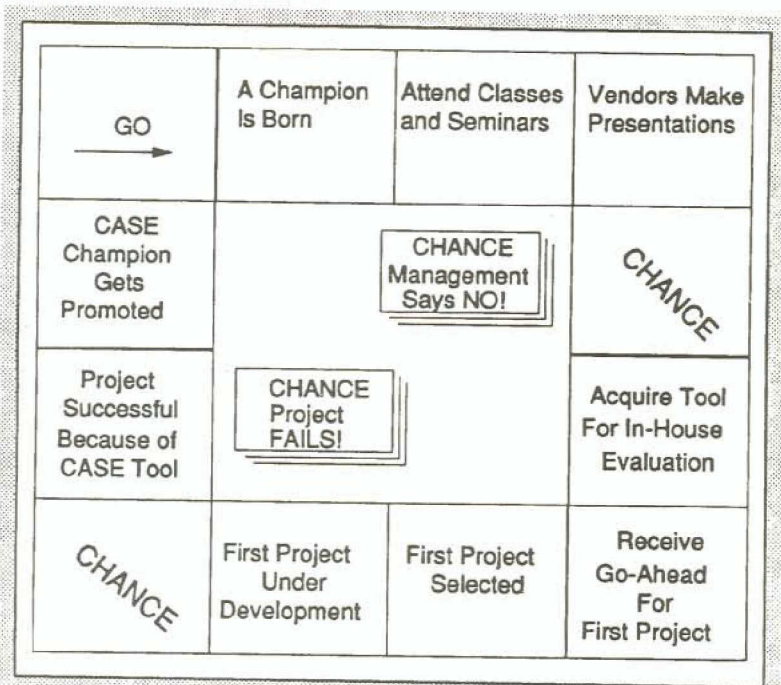 GO
A Champion
Is Born
Attend Classes
and Seminars
Vendors Make
Presentations
CASE
Champion
Gets
Promoted
CHANCE
Management
Says NO!
CHANCE
Project
Successful
Because of
CASE Tool
CHANCE
Project
FAILS!
Acquire Tool
For In-House
Evaluation
CHANCE
First Project
Under
Development
First Project
Selected
Receive
Go-Ahead
For
First Project